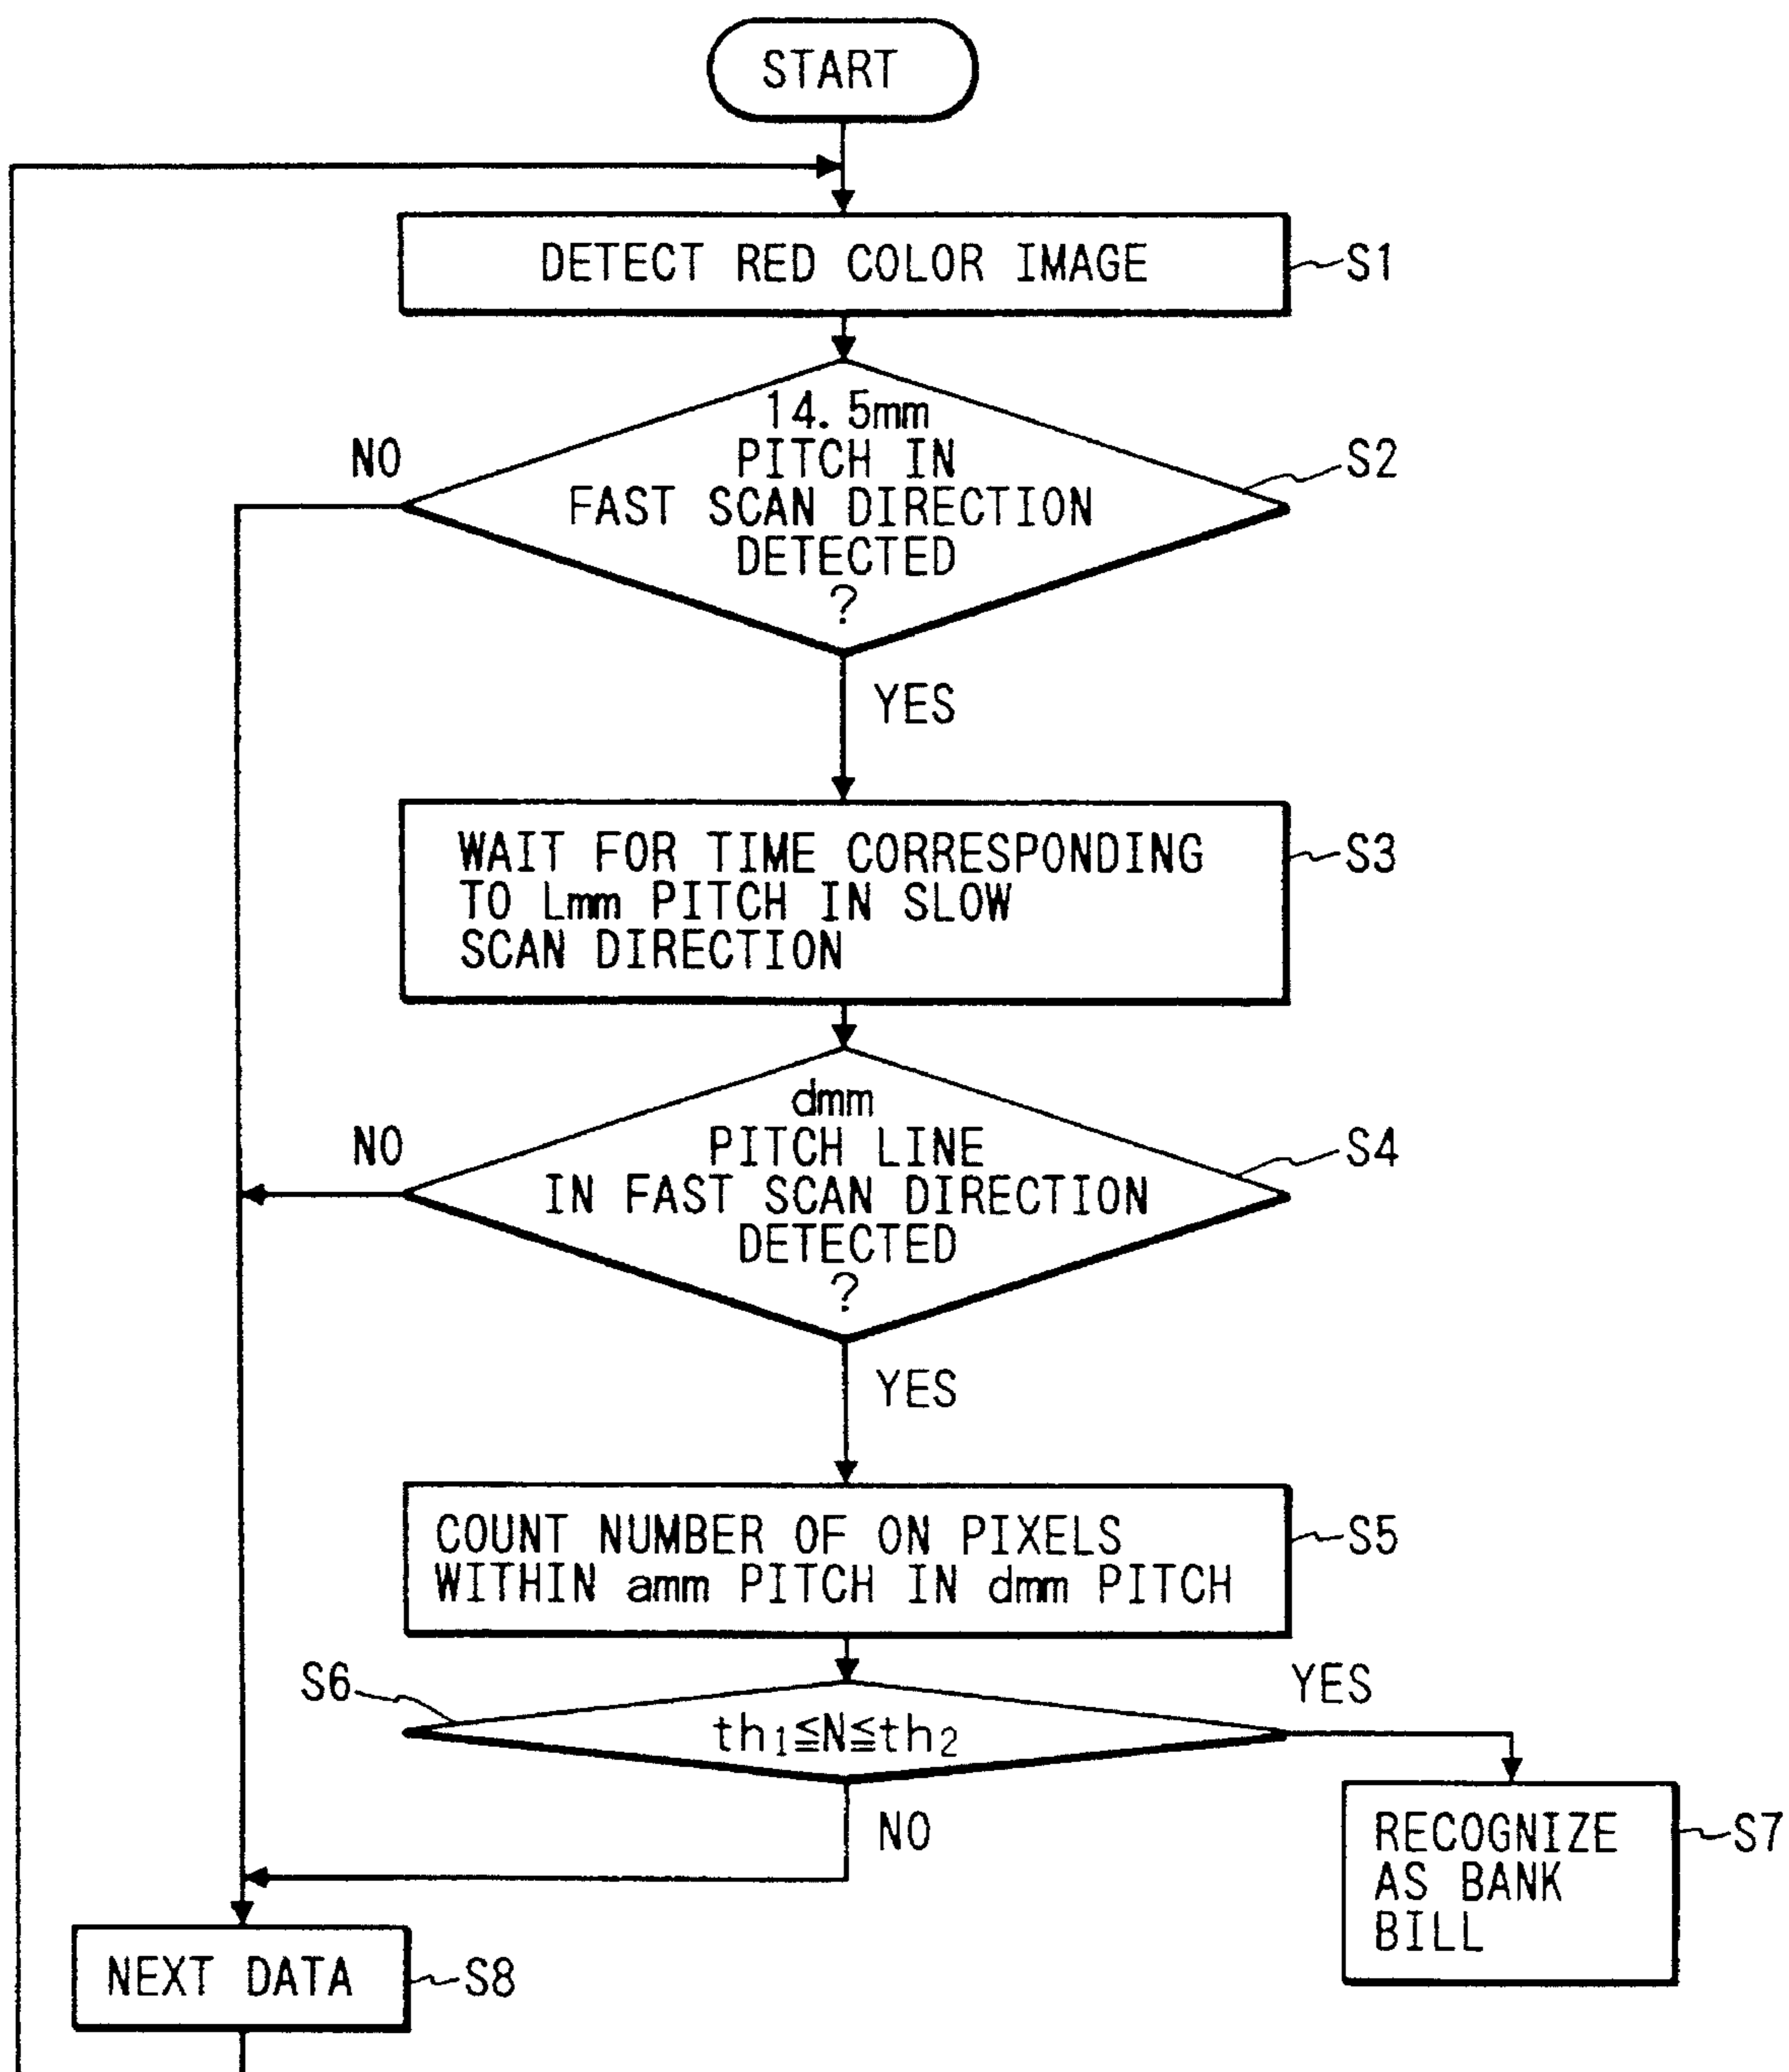 START
DETECT RED COLOR IMAGE
S1
14.5mm
PITCH IN
FAST SCAN DIRECTION
DETECTED
?
S2
NO
YES
WAIT FOR TIME CORRESPONDING
TO Lmm PITCH IN SLOW
SCAN DIRECTION
S3
dmm
PITCH LINE
IN FAST SCAN DIRECTION
DETECTED
?
S4
NO
YES
COUNT NUMBER OF ON PIXELS
WITHIN amm PITCH IN dmm PITCH
S5
S6
th1≦N≦th2
YES
NO
RECOGNIZE
AS BANK
BILL
S7
NEXT DATA
S8